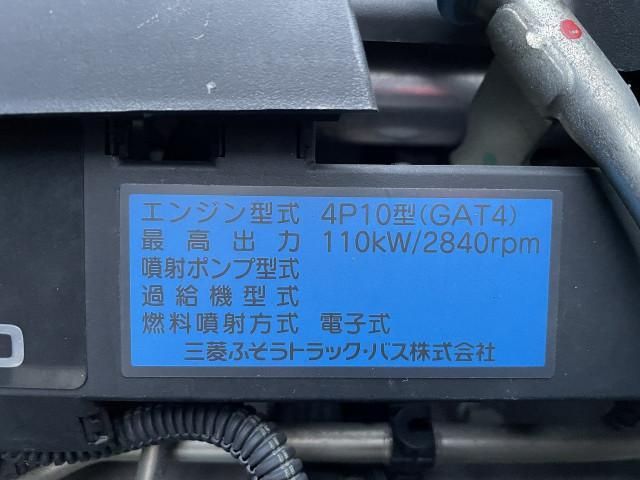 エンジン型式 4P10型(GAT4)
最高出力 110kW/2840rpm
噴射ポンプ型式
過給機型式
燃料噴射方式 電子式
三菱ふそうトラック・バス株式会社